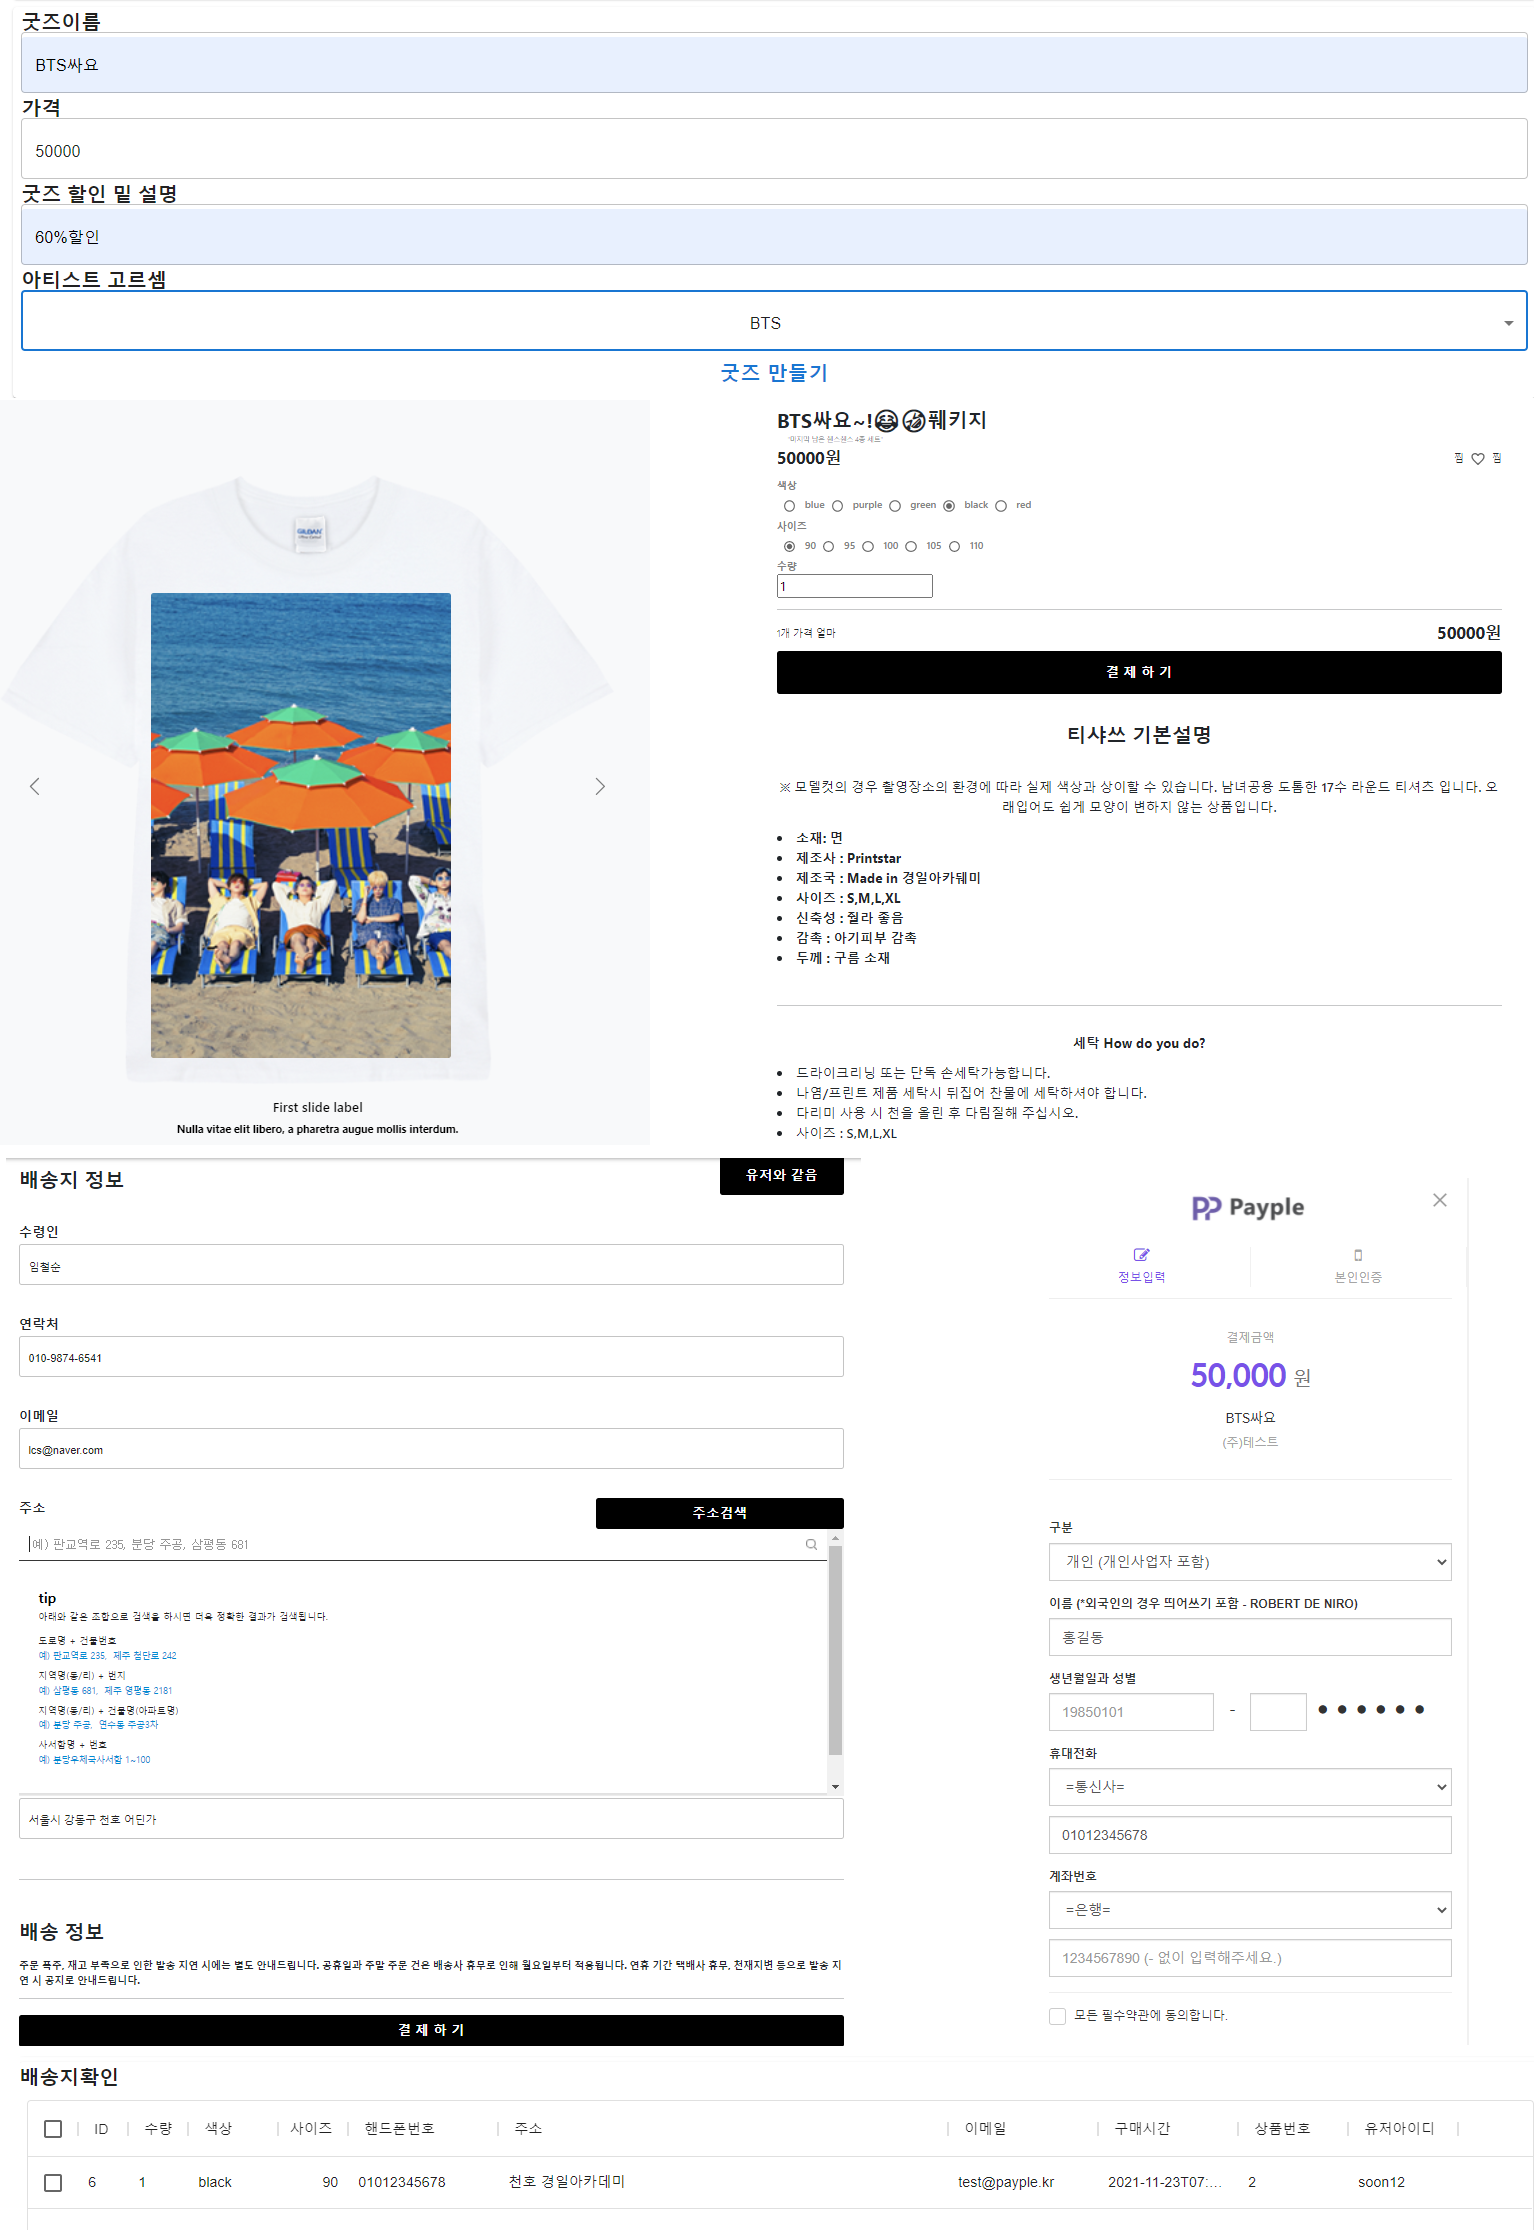 굿즈이름
BTS싸요
가격
50000
굿즈 할인 밑 설명
60%할인
아티스트 고르셈
BTS
굿즈 만들기
BTS싸요~!😂🤣풰키지
50000원
찜 ♡ 찜
색상
blue purple green black red
사이즈
90 95 100 105 110
수량
1
1개 가격 얼마
50000원
결 제 하 기
GILDAN
First slide label
Nulla vitae elit libero, a pharetra augue mollis interdum.
티샤쓰 기본설명
※ 모델컷의 경우 촬영장소의 환경에 따라 실제 색상과 상이할 수 있습니다. 남녀공용 도톰한 17수 라운드 티셔츠 입니다. 오
래입어도 쉽게 모양이 변하지 않는 상품입니다.
• 소재: 면
• 제조사 : Printstar
• 제조국 : Made in 경일아카뒈미
• 사이즈 : S,M,L,XL
• 신축성 : 줠라 좋음
• 감촉 : 아기피부 감촉
• 두께 : 구름 소재
세탁 How do you do?
• 드라이크리닝 또는 단독 손세탁가능합니다.
• 나염/프린트 제품 세탁시 뒤집어 찬물에 세탁하셔야 합니다.
• 다리미 사용 시 천을 올린 후 다림질해 주십시오.
• 사이즈 : S,M,L,XL
배송지 정보
유저와 같음
수령인
임철순
연락처
010-9874-6541
이메일
lcs@naver.com
주소
주소검색
예) 판교역로 235, 분당 주공, 삼평동 681
tip
아래와 같은 조합으로 검색을 하시면 더욱 정확한 결과가 검색됩니다.
도로명 + 건물번호
예) 판교역로 235, 제주 첨단로 242
지역명(동/리) + 번지
예) 삼평동 681, 제주 영평동 2181
지역명(동/리) + 건물명(아파트명)
예) 분당 주공, 연수동 주공3차
사서함명 + 번호
예) 분당우체국사서함 1~100
서울시 강동구 천호 어딘가
배송 정보
주문 폭주, 재고 부족으로 인한 발송 지연 시에는 별도 안내드립니다. 공휴일과 주말 주문 건은 배송사 휴무로 인해 월요일부터 적용됩니다. 연휴 기간 택배사 휴무, 천재지변 등으로 발송 지
연 시 공지로 안내드립니다.
결 제 하 기
Payple
정보입력
본인인증
결제금액
50,000 원
BTS싸요
(주)테스트
구분
개인 (개인사업자 포함)
이름 (*외국인의 경우 띄어쓰기 포함 - ROBERT DE NIRO)
홍길동
생년월일과 성별
19850101 - ● ● ● ● ● ●
휴대전화
=통신사=
01012345678
계좌번호
=은행=
1234567890 (- 없이 입력해주세요.)
모든 필수약관에 동의합니다.
배송지확인
ID 수량 색상 사이즈 핸드폰번호 주소 이메일 구매시간 상품번호 유저아이디
6 1 black 90 01012345678 천호 경일아카데미 test@payple.kr 2021-11-23T07:... 2 soon12